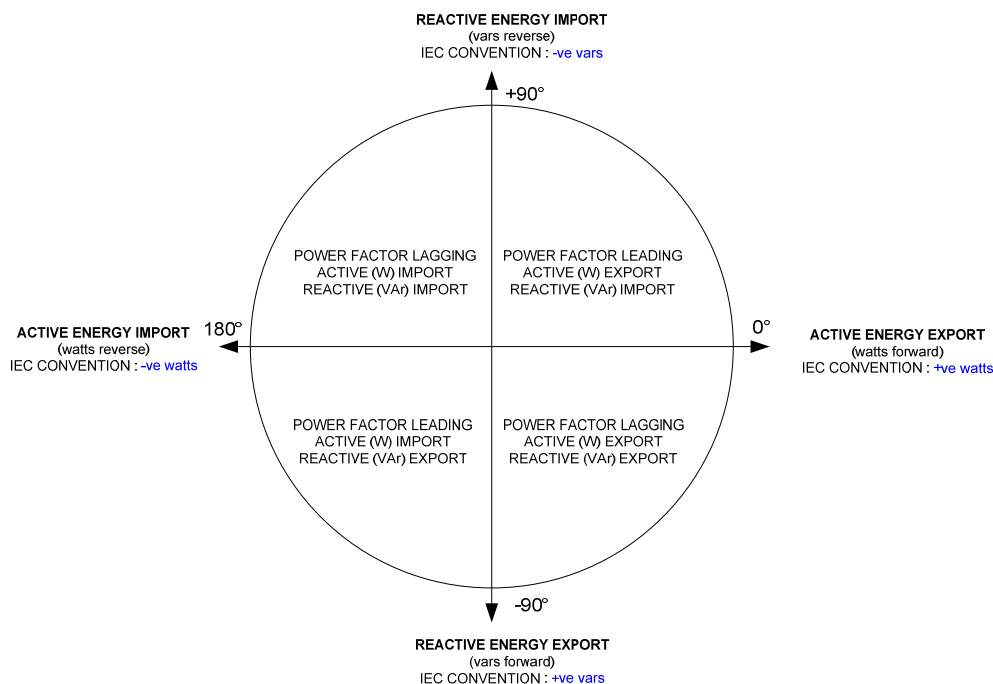 REACTIVE ENERGY IMPORT
(vars reverse)
IEC CONVENTION : -ve vars
+90°
POWER FACTOR LAGGING
ACTIVE (W) IMPORT
REACTIVE (VAr) IMPORT
POWER FACTOR LEADING
ACTIVE (W) EXPORT
REACTIVE (VAr) IMPORT
ACTIVE ENERGY IMPORT
(watts reverse)
IEC CONVENTION : -ve watts
180°
0°
ACTIVE ENERGY EXPORT
(watts forward)
IEC CONVENTION : +ve watts
POWER FACTOR LEADING
ACTIVE (W) IMPORT
REACTIVE (VAr) EXPORT
POWER FACTOR LAGGING
ACTIVE (W) EXPORT
REACTIVE (VAr) EXPORT
-90°
REACTIVE ENERGY EXPORT
(vars forward)
IEC CONVENTION : +ve vars